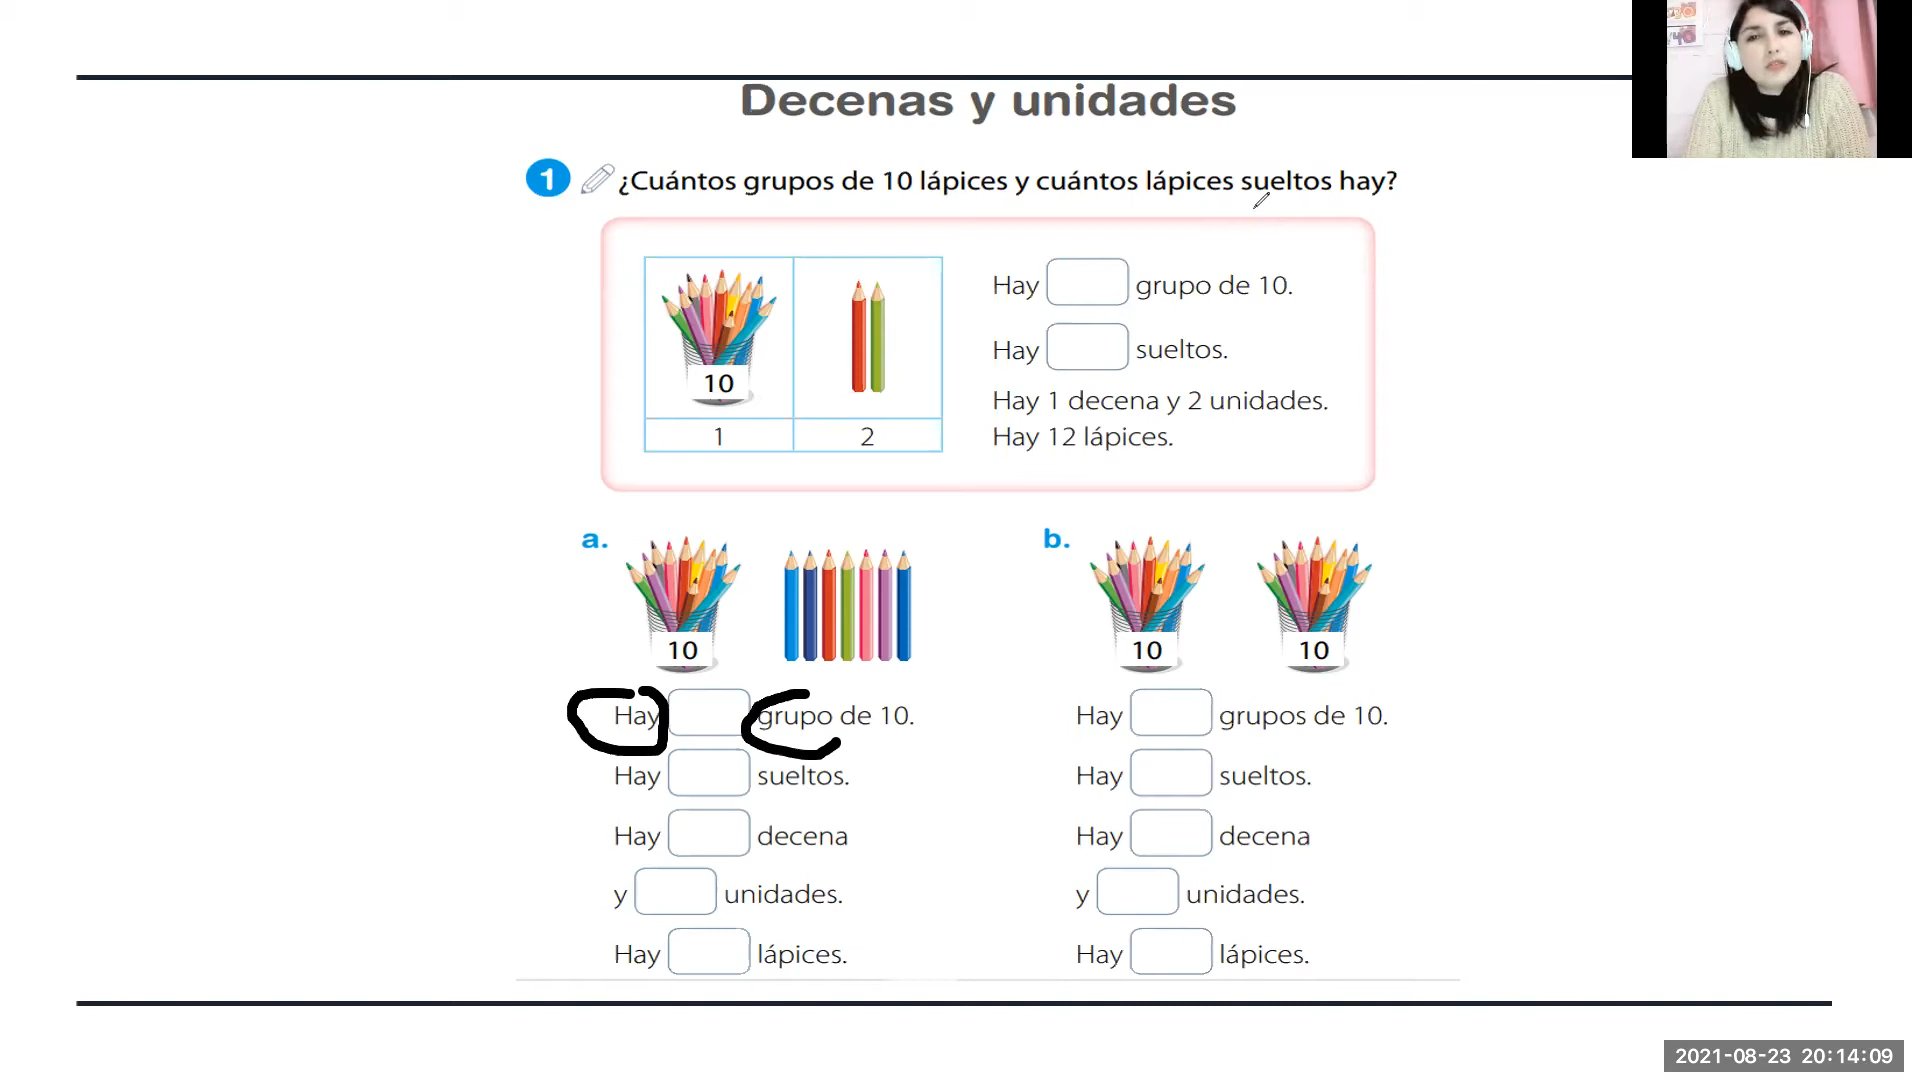 Decenas y unidades
1 ¿Cuántos grupos de 10 lápices y cuántos lápices sueltos hay?
10
1 2
Hay grupo de 10.
Hay sueltos.
Hay 1 decena y 2 unidades.
Hay 12 lápices.
a.
10
Hay grupo de 10.
Hay sueltos.
Hay decena
y unidades.
Hay lápices.
b.
10 10
Hay grupos de 10.
Hay sueltos.
Hay decena
y unidades.
Hay lápices.
2021-08-23 20:14:09